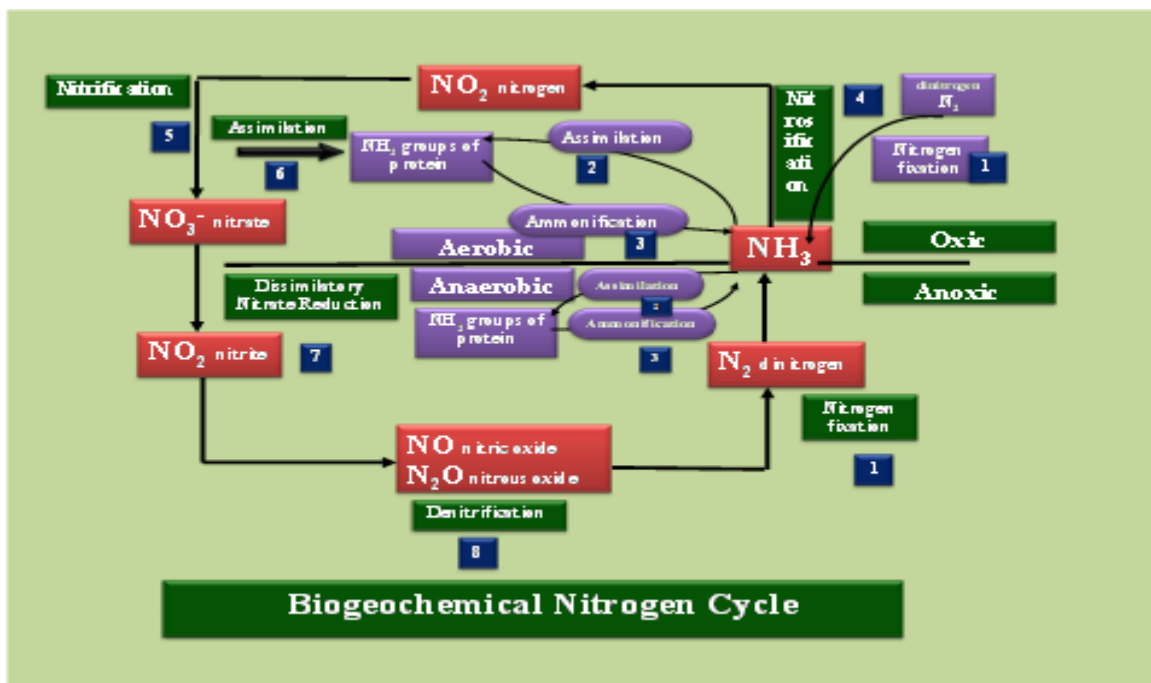 Nitrification
NO2 nitrogen
Nit
ros
ific
ati
on
4
dinitrogen
N2
5
Assimilation
6
NH2 groups of
protein
Assimilation
2
Nitrogen
fixation
1
NO3- nitrate
Ammonification
3
Aerobic
NH3
Oxic
Dissimilatory
Nitrate Reduction
Anaerobic
Assimilation
Anoxic
NH2 groups of
protein
Ammonification
3
NO2 nitrite
7
N2 dinitrogen
Nitrogen
fixation
1
NO nitric oxide
N2O nitrous oxide
Denitrification
8
Biogeochemical Nitrogen Cycle